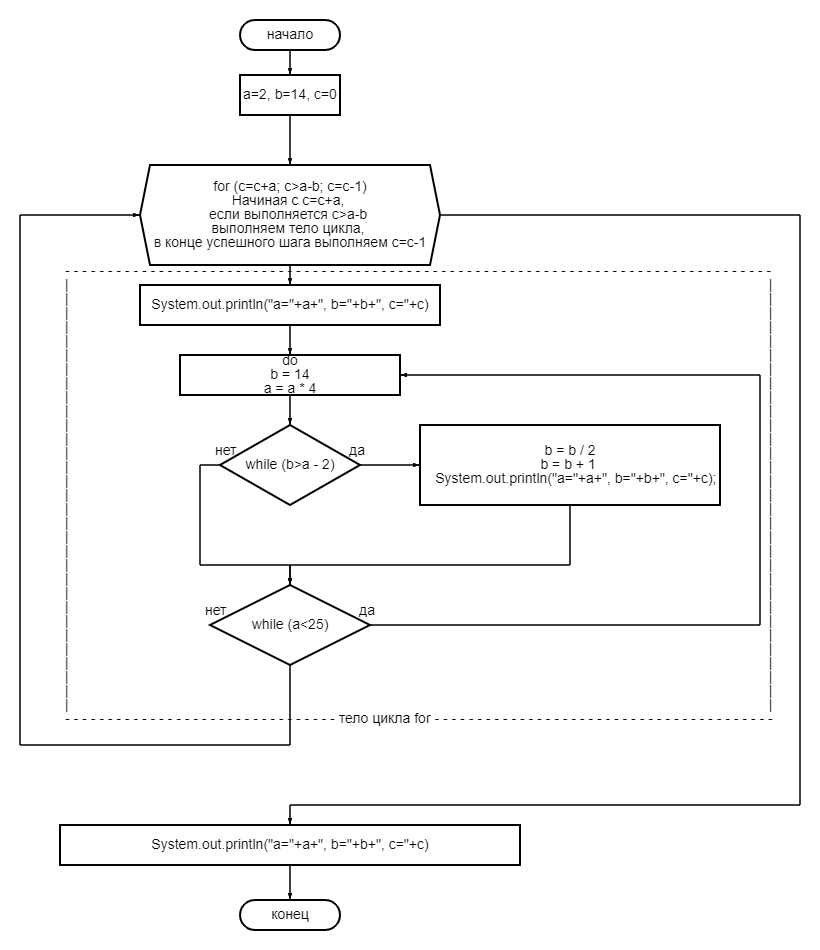 начало
a=2, b=14, c=0
for (c=c+a; c>a-b; c=c-1)
Начиная с c=c+a,
если выполняется c>a-b
выполняем тело цикла,
в конце успешного шага выполняем c=c-1
System.out.println("a="+a+", b="+b+", c="+c)
do
b = 14
a = a * 4
нет
while (b>a - 2)
да
b = b / 2
b = b + 1
System.out.println("a="+a+", b="+b+", c="+c);
нет
while (a<25)
да
тело цикла for
System.out.println("a="+a+", b="+b+", c="+c)
конец